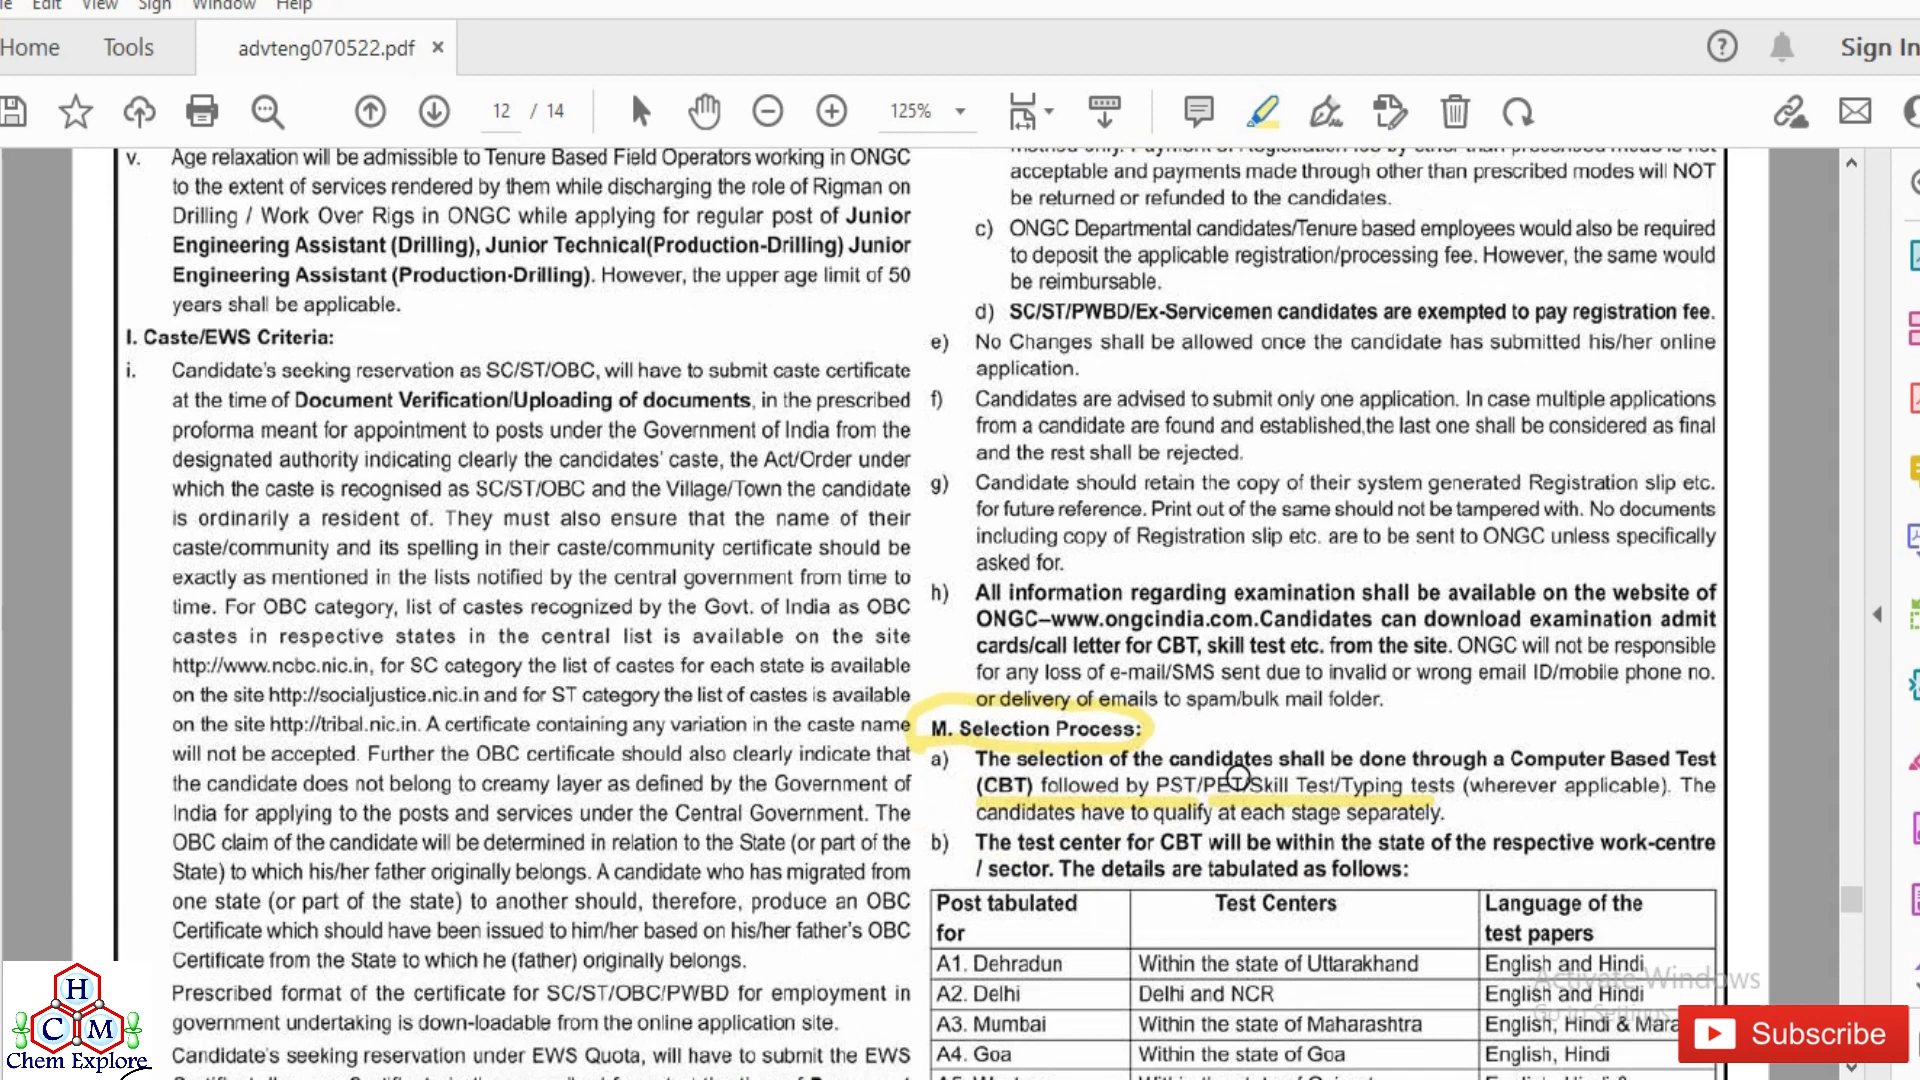 Edit View Sign Window Help
Home Tools advteng070522.pdf × ? Sign In
12 / 14 125%
v. Age relaxation will be admissible to Tenure Based Field Operators working in ONGC
to the extent of services rendered by them while discharging the role of Rigman on
Drilling / Work Over Rigs in ONGC while applying for regular post of Junior
Engineering Assistant (Drilling), Junior Technical(Production-Drilling) Junior
Engineering Assistant (Production-Drilling). However, the upper age limit of 50
years shall be applicable.
I. Caste/EWS Criteria:
i. Candidate's seeking reservation as SC/ST/OBC, will have to submit caste certificate
at the time of Document Verification/Uploading of documents, in the prescribed
proforma meant for appointment to posts under the Government of India from the
designated authority indicating clearly the candidates' caste, the Act/Order under
which the caste is recognised as SC/ST/OBC and the Village/Town the candidate
is ordinarily a resident of. They must also ensure that the name of their
caste/community and its spelling in their caste/community certificate should be
exactly as mentioned in the lists notified by the central government from time to
time. For OBC category, list of castes recognized by the Govt. of India as OBC
castes in respective states in the central list is available on the site
http://www.ncbc.nic.in, for SC category the list of castes for each state is available
on the site http://socialjustice.nic.in and for ST category the list of castes is available
on the site http://tribal.nic.in. A certificate containing any variation in the caste name
will not be accepted. Further the OBC certificate should also clearly indicate that
the candidate does not belong to creamy layer as defined by the Government of
India for applying to the posts and services under the Central Government. The
OBC claim of the candidate will be determined in relation to the State (or part of the
State) to which his/her father originally belongs. A candidate who has migrated from
one state (or part of the state) to another should, therefore, produce an OBC
Certificate which should have been issued to him/her based on his/her father's OBC
Certificate from the State to which he (father) originally belongs.
Prescribed format of the certificate for SC/ST/OBC/PWBD for employment in
government undertaking is down-loadable from the online application site.
Candidate's seeking reservation under EWS Quota, will have to submit the EWS
acceptable and payments made through other than prescribed modes will NOT
be returned or refunded to the candidates.
c) ONGC Departmental candidates/Tenure based employees would also be required
to deposit the applicable registration/processing fee. However, the same would
be reimbursable.
d) SC/ST/PWBD/Ex-Servicemen candidates are exempted to pay registration fee.
e) No Changes shall be allowed once the candidate has submitted his/her online
application.
f) Candidates are advised to submit only one application. In case multiple applications
from a candidate are found and established,the last one shall be considered as final
and the rest shall be rejected.
g) Candidate should retain the copy of their system generated Registration slip etc.
for future reference. Print out of the same should not be tampered with. No documents
including copy of Registration slip etc. are to be sent to ONGC unless specifically
asked for.
h) All information regarding examination shall be available on the website of
ONGC–www.ongcindia.com.Candidates can download examination admit
cards/call letter for CBT, skill test etc. from the site. ONGC will not be responsible
for any loss of e-mail/SMS sent due to invalid or wrong email ID/mobile phone no.
or delivery of emails to spam/bulk mail folder.
M. Selection Process:
a) The selection of the candidates shall be done through a Computer Based Test
(CBT) followed by PST/PET/Skill Test/Typing tests (wherever applicable). The
candidates have to qualify at each stage separately.
b) The test center for CBT will be within the state of the respective work-centre
/ sector. The details are tabulated as follows:
Post tabulated for Test Centers Language of the test papers
A1. Dehradun Within the state of Uttarakhand English and Hindi
A2. Delhi Delhi and NCR English and Hindi
A3. Mumbai Within the state of Maharashtra English, Hindi & Mara
A4. Goa Within the state of Goa English, Hindi
Activate Windows
Go to Settings
Subscribe
H
C M
Chem Explore